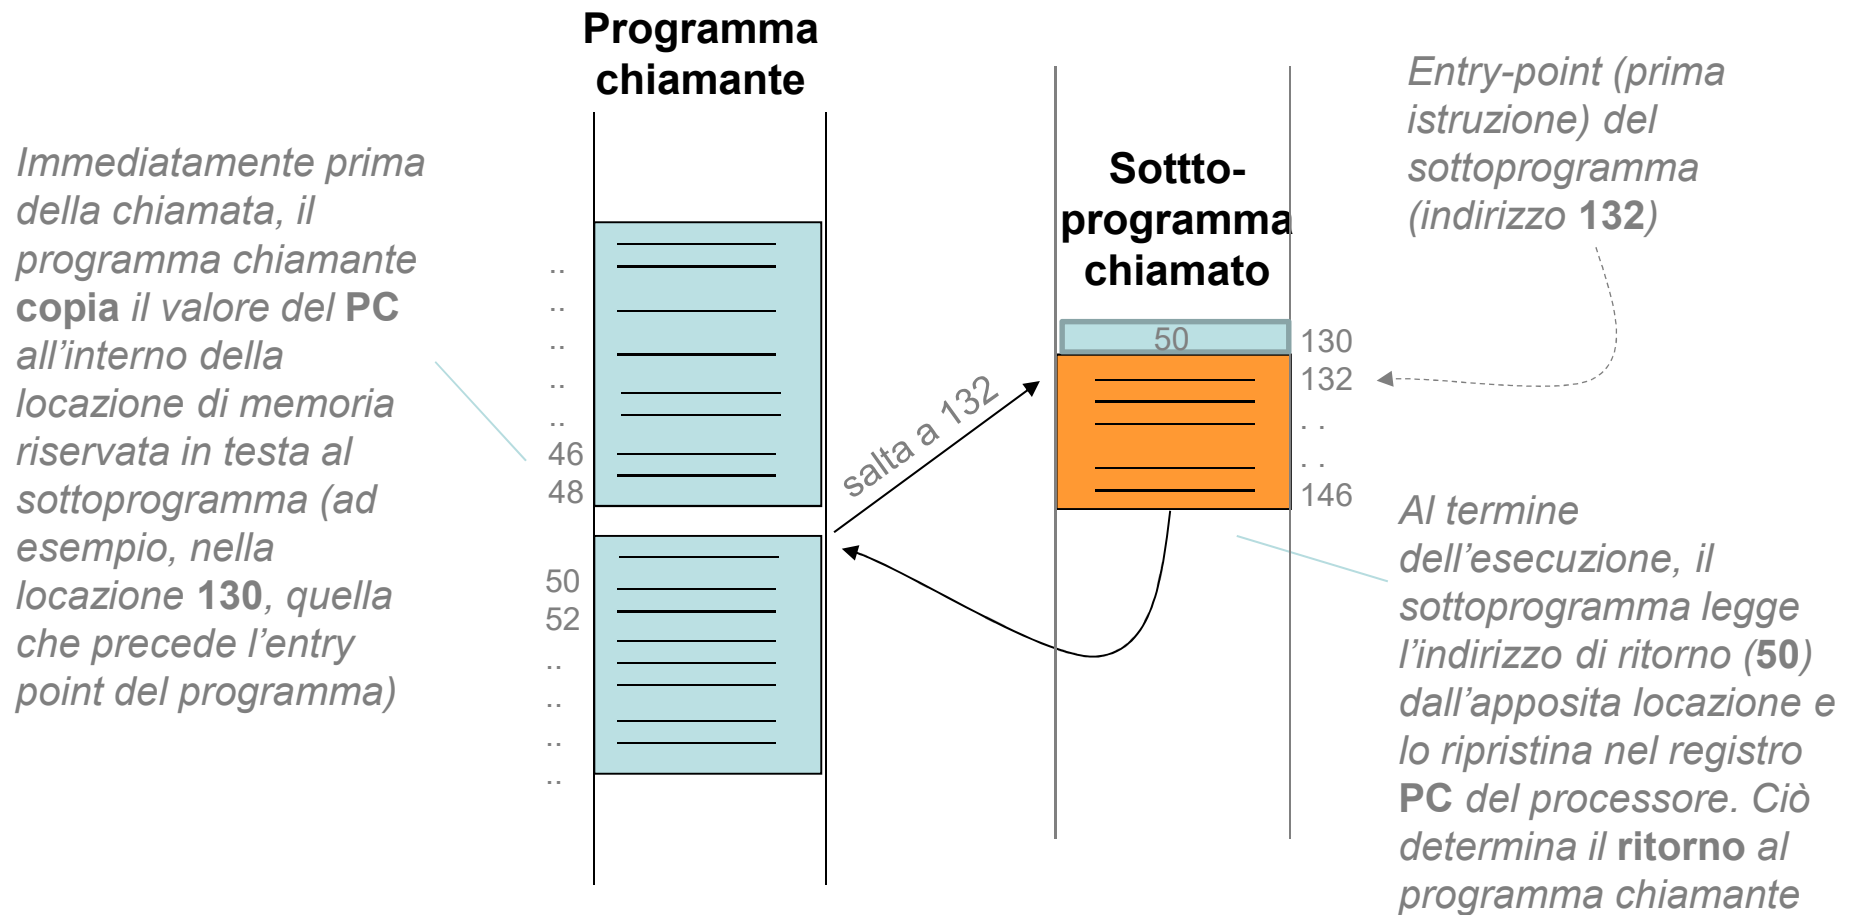 Programma
chiamante
Immediatamente prima
della chiamata, il
programma chiamante
copia il valore del PC
all’interno della
locazione di memoria
riservata in testa al
sottoprogramma (ad
esempio, nella
locazione 130, quella
che precede l’entry
point del programma)
..
..
..
..
..
46
48
50
52
..
..
..
..
salta a 132
Sottto-
programma
chiamato
50
130
132
. .
. .
146
Entry-point (prima
istruzione) del
sottoprogramma
(indirizzo 132)
Al termine
dell’esecuzione, il
sottoprogramma legge
l’indirizzo di ritorno (50)
dall’apposita locazione e
lo ripristina nel registro
PC del processore. Ciò
determina il ritorno al
programma chiamante